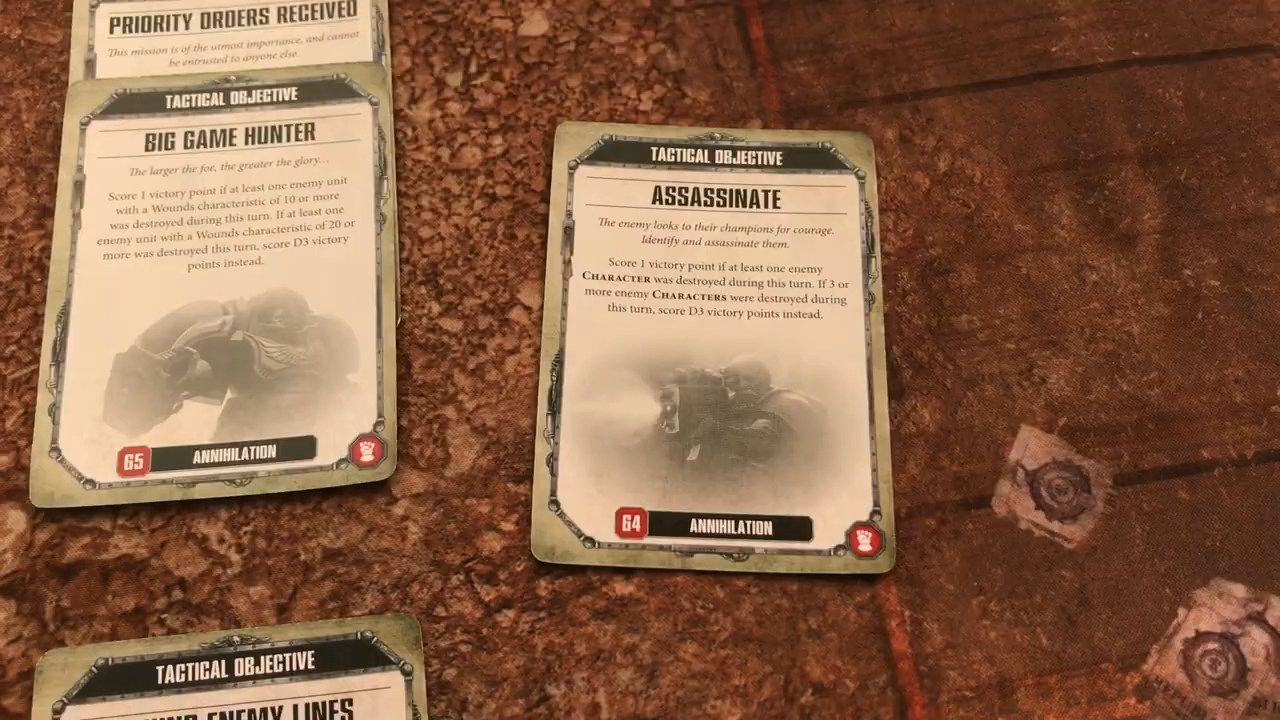 PRIORITY ORDERS RECEIVED
This mission is of the utmost importance, and cannot
be entrusted to anyone else.
TACTICAL OBJECTIVE
BIG GAME HUNTER
The larger the foe, the greater the glory...
Score 1 victory point if at least one enemy unit
with a Wounds characteristic of 10 or more
was destroyed during this turn. If at least one
enemy unit with a Wounds characteristic of 20 or
more was destroyed this turn, score D3 victory
points instead.
65
ANNIHILATION
TACTICAL OBJECTIVE
ASSASSINATE
The enemy looks to their champions for courage.
Identify and assassinate them.
Score 1 victory point if at least one enemy
CHARACTER was destroyed during this turn. If 3 or
more enemy CHARACTERS were destroyed during
this turn, score D3 victory points instead.
64
ANNIHILATION
TACTICAL OBJECTIVE
ENEMY LINES